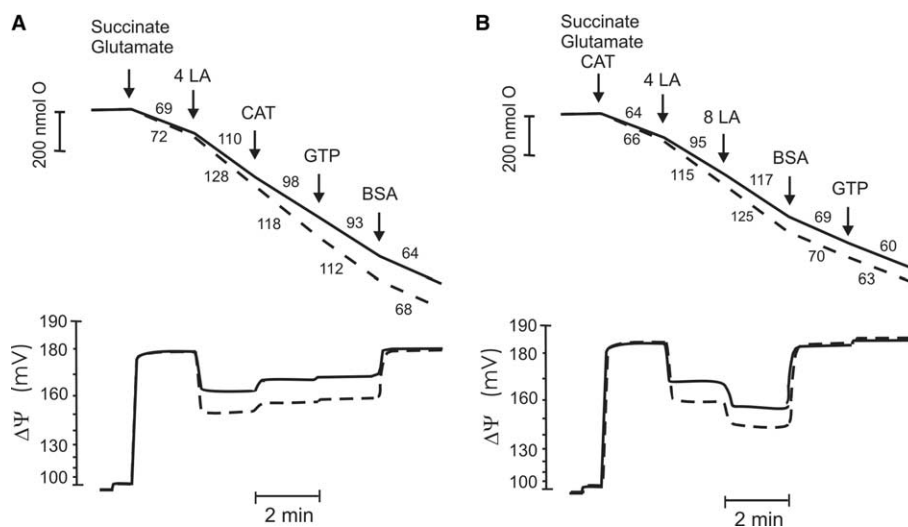 A
Succinate
Glutamate
4 LA
CAT
GTP
BSA
200 nmol O
69
72
110
128
98
118
93
112
64
68
190
180
160
130
100
ΔΨ (mV)
2 min
B
Succinate
Glutamate
CAT
4 LA
8 LA
BSA
GTP
200 nmol O
64
66
95
115
117
125
69
70
60
63
190
180
160
130
100
ΔΨ (mV)
2 min